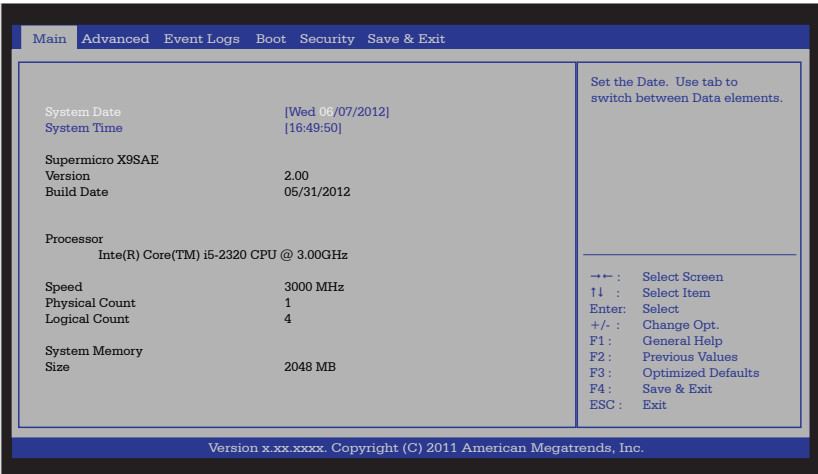 Main Advanced Event Logs Boot Security Save & Exit
System Date [Wed 06/07/2012]
System Time [16:49:50]
Supermicro X9SAE
Version 2.00
Build Date 05/31/2012
Processor
Inte(R) Core(TM) i5-2320 CPU @ 3.00GHz
Speed 3000 MHz
Physical Count 1
Logical Count 4
System Memory
Size 2048 MB
Set the Date. Use tab to
switch between Data elements.
→← : Select Screen
↑↓ : Select Item
Enter: Select
+/- : Change Opt.
F1 : General Help
F2 : Previous Values
F3 : Optimized Defaults
F4 : Save & Exit
ESC : Exit
Version x.xx.xxxx. Copyright (C) 2011 American Megatrends, Inc.